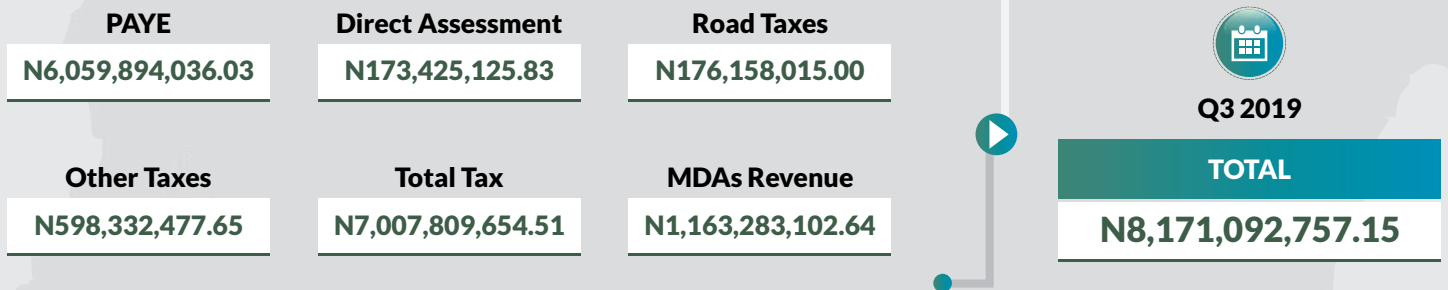 PAYE
N6,059,894,036.03
Direct Assessment
N173,425,125.83
Road Taxes
N176,158,015.00
Other Taxes
N598,332,477.65
Total Tax
N7,007,809,654.51
MDAs Revenue
N1,163,283,102.64
Q3 2019
TOTAL
N8,171,092,757.15